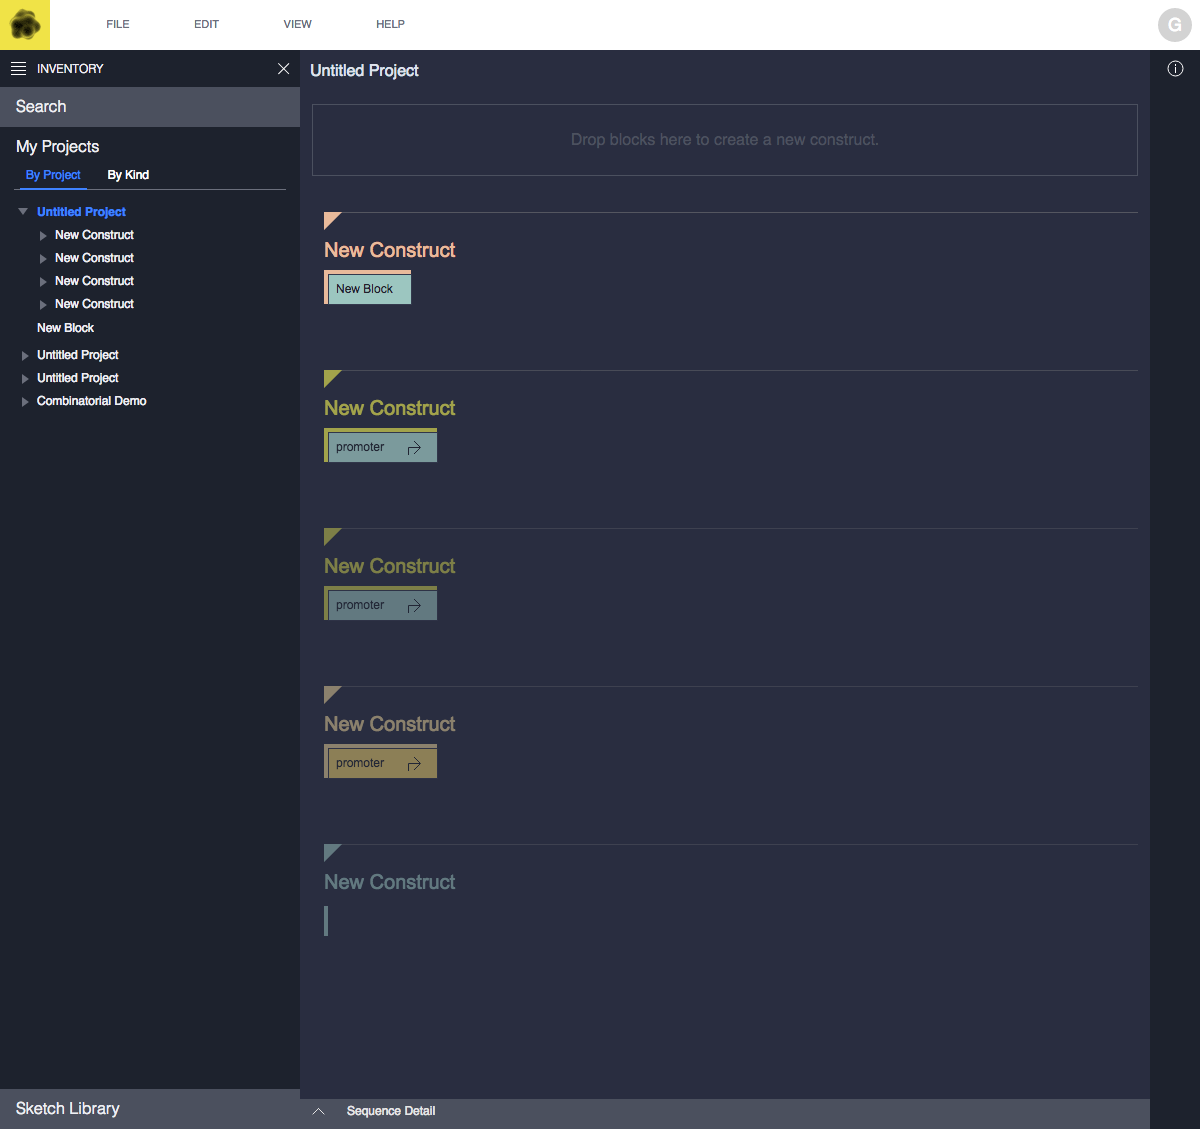 FILE EDIT VIEW HELP
G
INVENTORY
Search
My Projects
By Project By Kind
Untitled Project
New Construct
New Construct
New Construct
New Construct
New Block
Untitled Project
Untitled Project
Combinatorial Demo
Sketch Library
Untitled Project
Drop blocks here to create a new construct.
New Construct
New Block
New Construct
promoter
New Construct
promoter
New Construct
promoter
New Construct
Sequence Detail